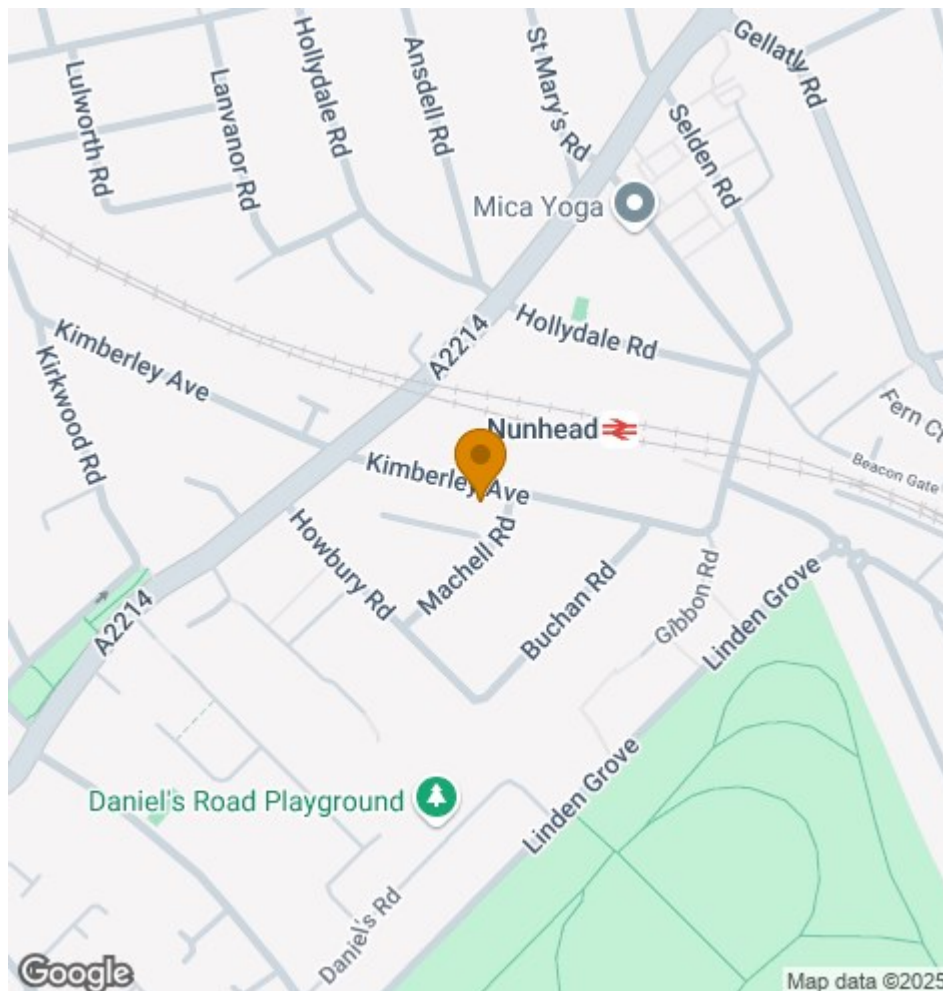 Gellatly Rd
St Mary's Rd
Ansdell Rd
Hollydale Rd
Lanvanor Rd
Lulworth Rd
Selden Rd
Mica Yoga
A2214
Hollydale Rd
Kimberley Ave
Kirkwood Rd
Fern
Nunhead
Beacon Gate
Kimberley Ave
Machell Rd
Howbury Rd
Buchan Rd
Gibbon Rd
Linden Grove
A2214
Daniel's Road Playground
Linden Grove
Daniel's Rd
Google
Map data ©2025